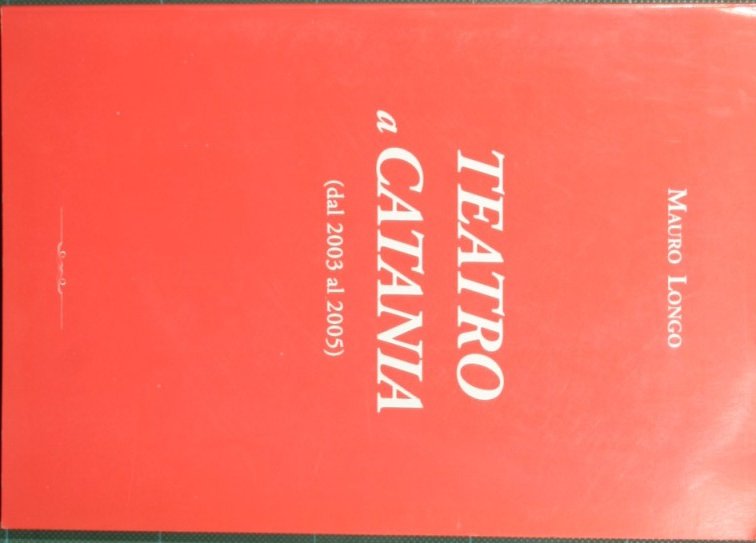 MAURO LONGO
TEATRO
a CATANIA
(dal 2003 al 2005)